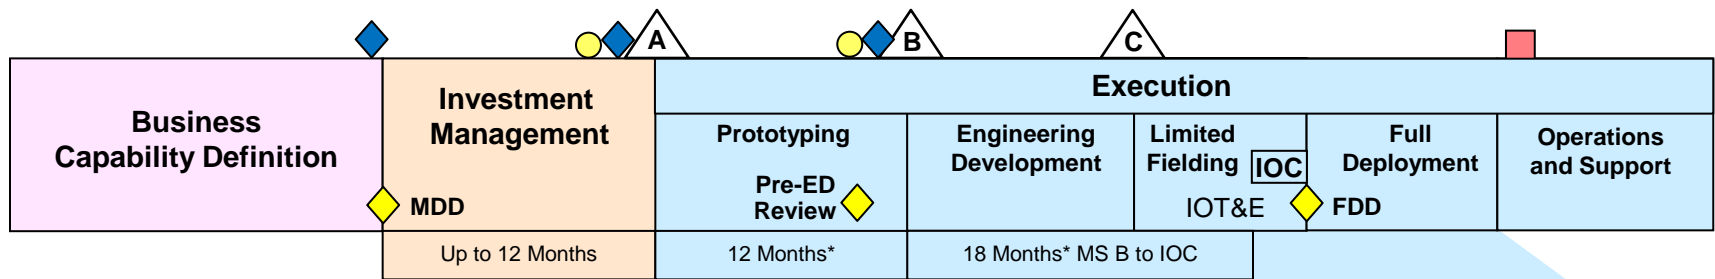 A
B
C
Business
Capability Definition
Investment
Management
Execution
Prototyping
Engineering
Development
Limited
Fielding
IOC
Full
Deployment
Operations
and Support
MDD
Pre-ED
Review
IOT&E
FDD
Up to 12 Months
12 Months*
18 Months* MS B to IOC